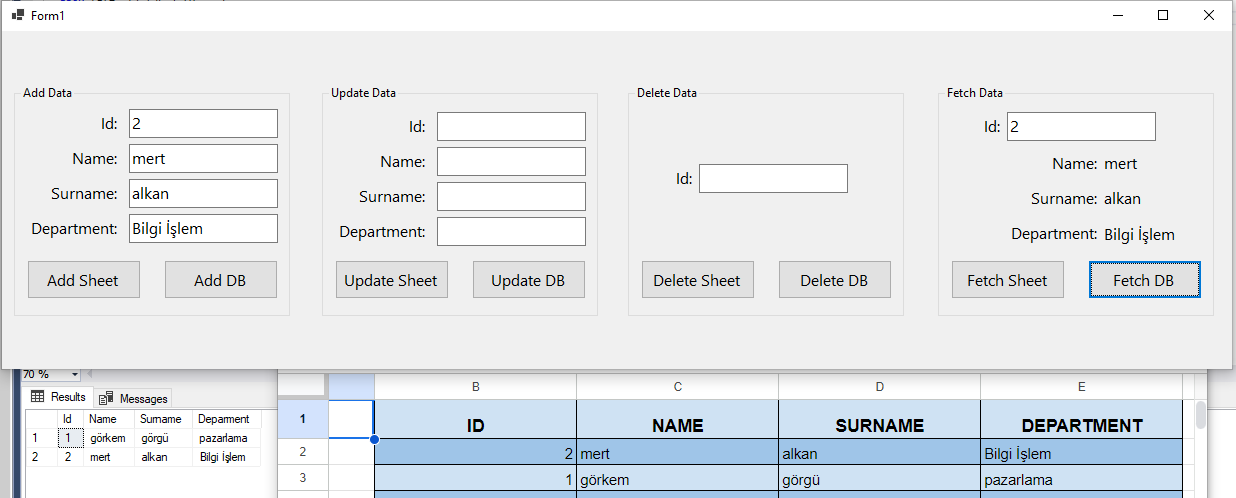 Form1
Add Data
Id: 2
Name: mert
Surname: alkan
Department: Bilgi İşlem
Add Sheet Add DB
Update Data
Id:
Name:
Surname:
Department:
Update Sheet Update DB
Delete Data
Id:
Delete Sheet Delete DB
Fetch Data
Id: 2
Name: mert
Surname: alkan
Department: Bilgi İşlem
Fetch Sheet Fetch DB
70 %
Results Messages
Id Name Surname Deparment
1 1 görkem görgü pazarlama
2 2 mert alkan Bilgi İşlem
B C D E
1 ID NAME SURNAME DEPARTMENT
2 2 mert alkan Bilgi İşlem
3 1 görkem görgü pazarlama